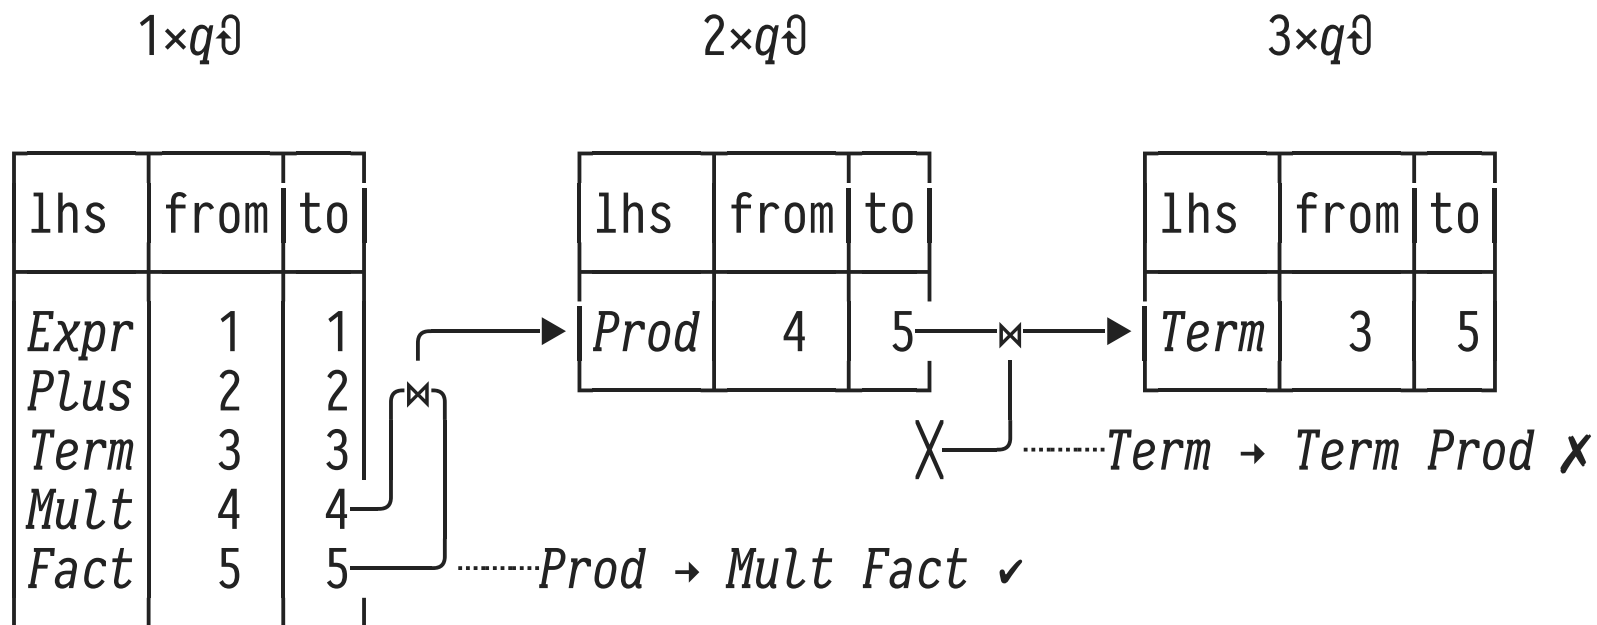 1×q 2×q 3×q
lhs from to lhs from to lhs from to
Expr 1 1 Prod 4 5 Term 3 5
Plus 2 2
Term 3 3 Term → Term Prod ✗
Mult 4 4
Fact 5 5 Prod → Mult Fact ✓